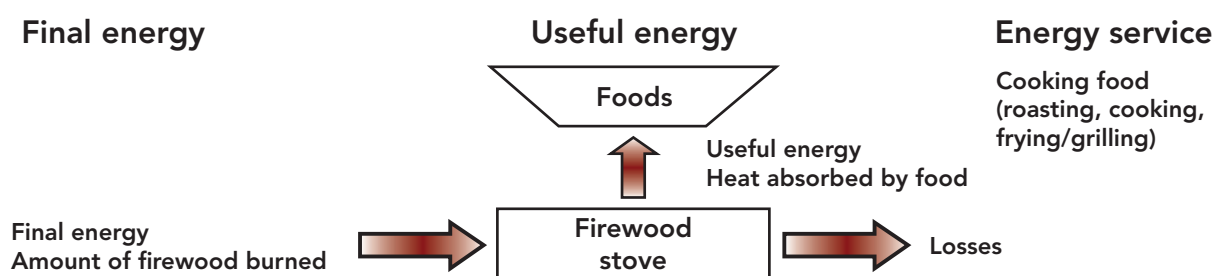 Final energy
Useful energy
Energy service
Foods
Cooking food
(roasting, cooking,
frying/grilling)
Useful energy
Heat absorbed by food
Final energy
Amount of firewood burned
Firewood
stove
Losses